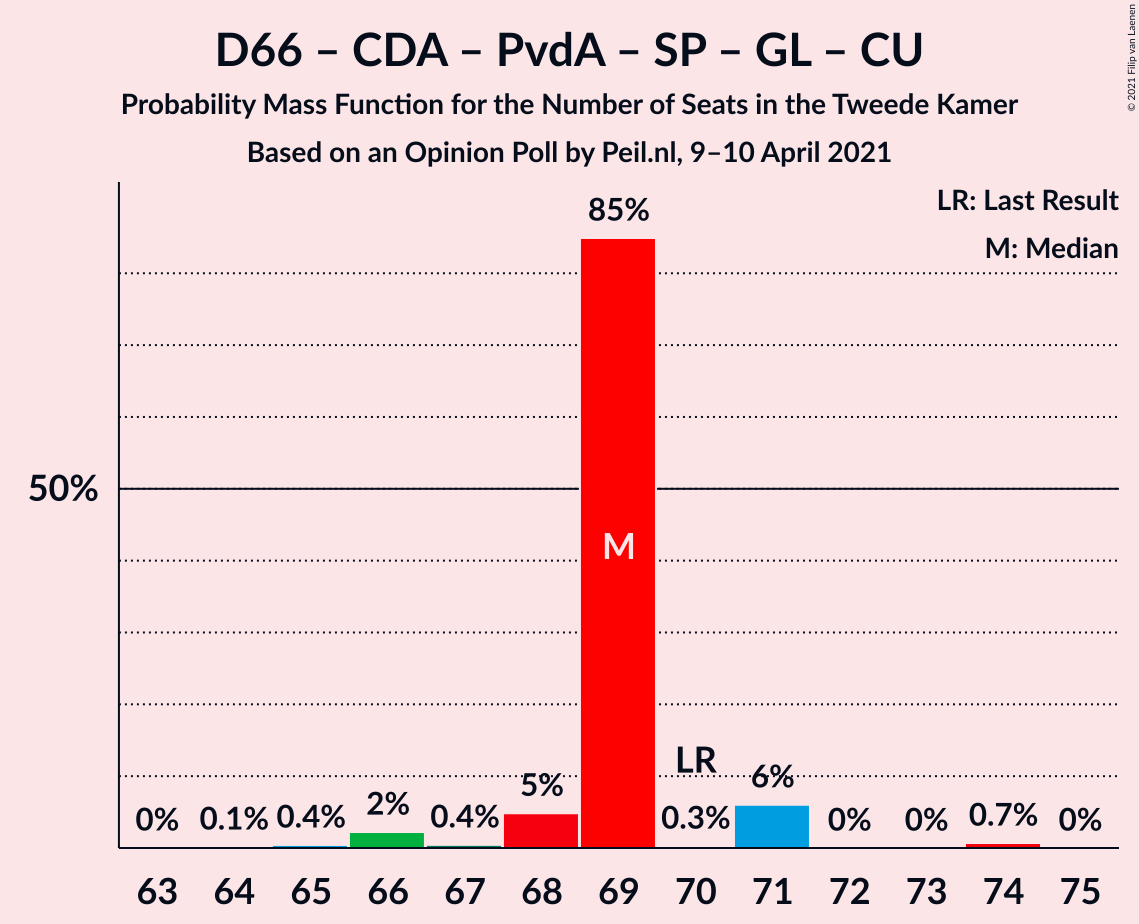 D66 – CDA – PvdA – SP – GL – CU
Probability Mass Function for the Number of Seats in the Tweede Kamer
Based on an Opinion Poll by Peil.nl, 9–10 April 2021
© 2021 Filip van Laenen
LR: Last Result
M: Median
85%
50%
M
LR
0% 0.1% 0.4% 2% 0.4% 5% 0.3% 6% 0% 0% 0.7% 0%
63 64 65 66 67 68 69 70 71 72 73 74 75